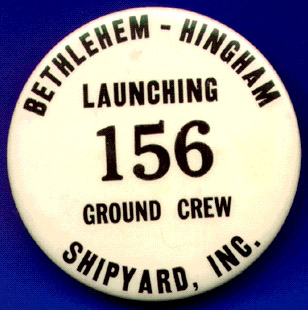 BETHLEHEM - HINGHAM
LAUNCHING
156
GROUND CREW
SHIPYARD, INC.